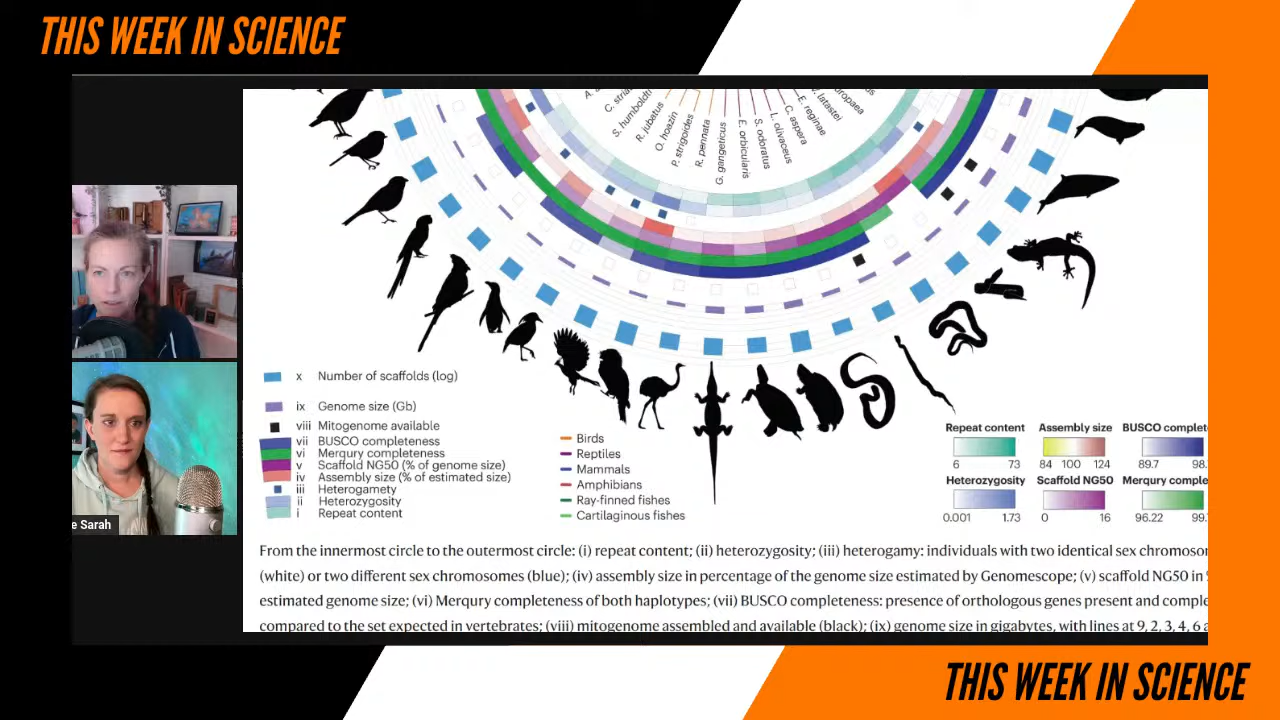 THIS WEEK IN SCIENCE
S. humboldti
R. jubatus
O. hoazin
P. strigoides
R. pennata
G. gangeticus
E. orbicularis
S. odoratus
L. olivaceus
C. aspera
E. reginae
latastei
x Number of scaffolds (log)
ix Genome size (Gb)
viii Mitogenome available
vii BUSCO completeness
vi Merqury completeness
v Scaffold NG50 (% of genome size)
iv Assembly size (% of estimated size)
iii Heterogamety
ii Heterozygosity
i Repeat content
Birds
Reptiles
Mammals
Amphibians
Ray-finned fishes
Cartilaginous fishes
Repeat content Assembly size BUSCO complet
6 73 84 100 124 89.7 98.
Heterozygosity Scaffold NG50 Merqury comple
0.001 1.73 0 16 96.22 99.
e Sarah
From the innermost circle to the outermost circle: (i) repeat content; (ii) heterozygosity; (iii) heterogamy: individuals with two identical sex chromosor
(white) or two different sex chromosomes (blue); (iv) assembly size in percentage of the genome size estimated by Genomescope; (v) scaffold NG50 in
estimated genome size; (vi) Merqury completeness of both haplotypes; (vii) BUSCO completeness: presence of orthologous genes present and comple
compared to the set expected in vertebrates; (viii) mitogenome assembled and available (black); (ix) genome size in gigabytes, with lines at 9, 2, 3, 4, 6 a
THIS WEEK IN SCIENCE